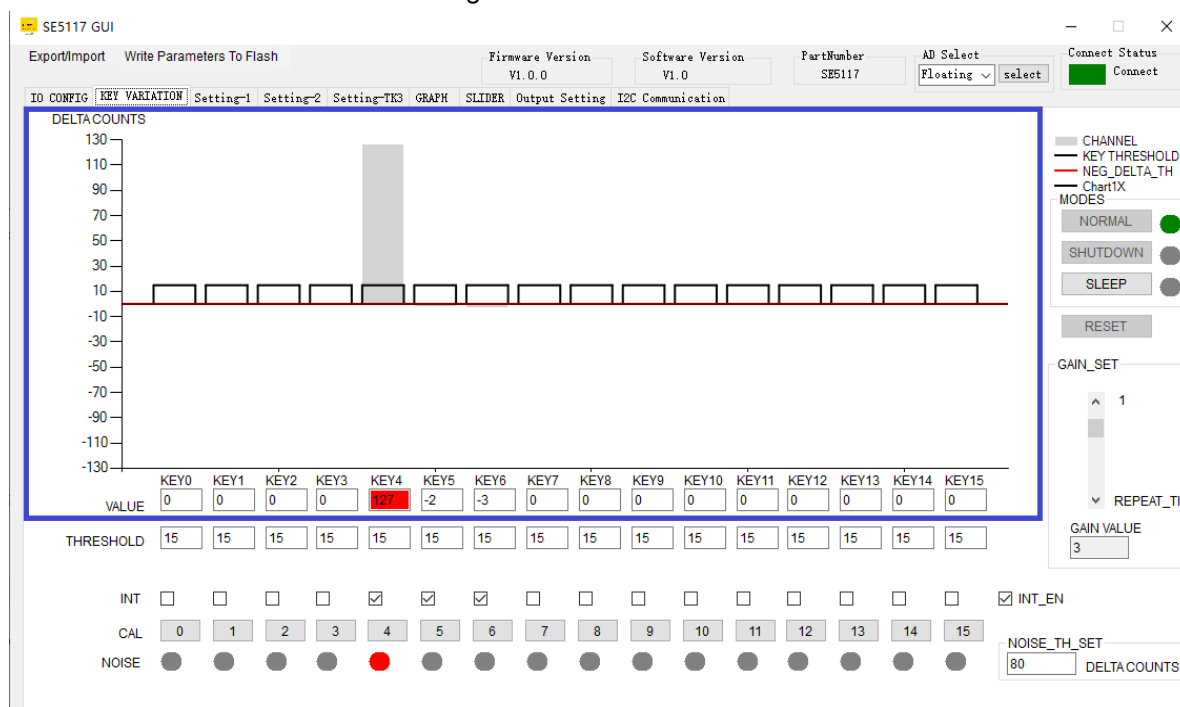 SE5117 GUI
Export/Import Write Parameters To Flash
Firmware Version
V1.0.0
Software Version
V1.0
PartNumber
SE5117
AD Select
Floating select
Connect Status
Connect
IO CONFIG KEY VARIATION Setting-1 Setting-2 Setting-TK3 GRAPH SLIDER Output Setting I2C Communication
DELTA COUNTS
130
110
90
70
50
30
10
-10
-30
-50
-70
-90
-110
-130
KEY0 KEY1 KEY2 KEY3 KEY4 KEY5 KEY6 KEY7 KEY8 KEY9 KEY10 KEY11 KEY12 KEY13 KEY14 KEY15
VALUE 0 0 0 0 127 -2 -3 0 0 0 0 0 0 0 0 0
THRESHOLD 15 15 15 15 15 15 15 15 15 15 15 15 15 15 15 15
INT
INT_EN
CAL 0 1 2 3 4 5 6 7 8 9 10 11 12 13 14 15
NOISE
NOISE_TH_SET
80 DELTA COUNTS
CHANNEL
KEY THRESHOLD
NEG_DELTA_TH
Chart1X
MODES
NORMAL
SHUTDOWN
SLEEP
RESET
GAIN_SET
1
REPEAT_TI
GAIN VALUE
3